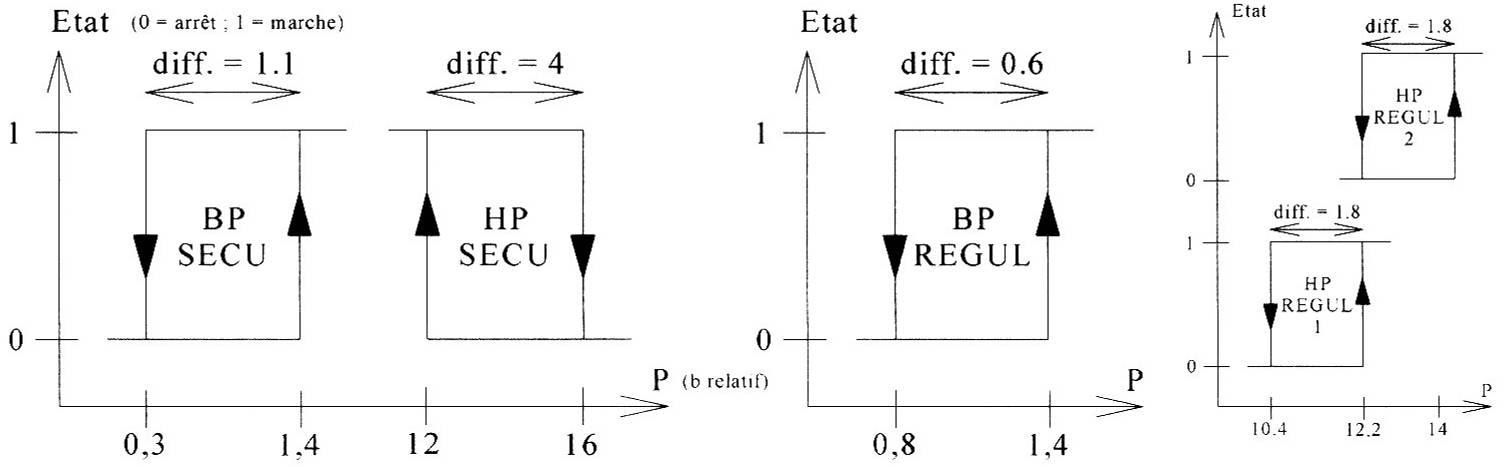 Etat (0 = arrêt ; 1 = marche)
diff. = 1.1
diff. = 4
1
BP
SECU
HP
SECU
0
P (b relatif)
0,3
1,4
12
16
Etat
diff. = 0.6
1
BP
REGUL
0
P
0,8
1,4
Etat
diff. = 1.8
1
HP
REGUL
2
0
diff. = 1.8
1
HP
REGUL
1
0
P
10.4
12.2
14